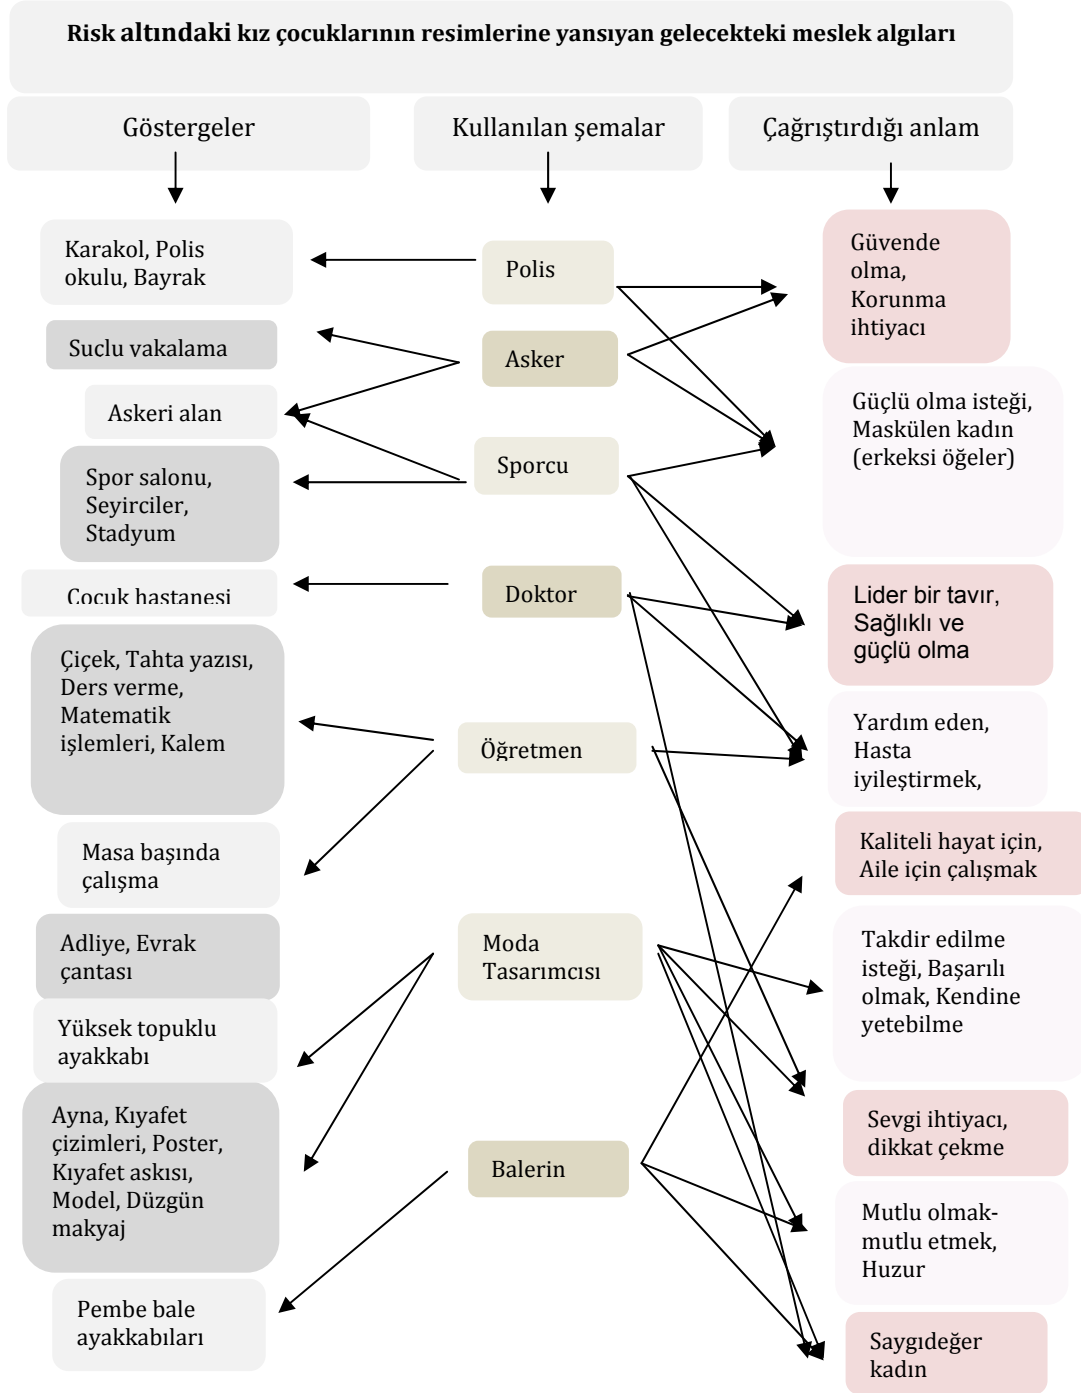 Risk altındaki kız çocuklarının resimlerine yansıyan gelecekteki meslek algıları
Göstergeler
Kullanılan şemalar
Çağrıştırdığı anlam
Karakol, Polis
okulu, Bayrak
Suclu vakalama
Askeri alan
Spor salonu,
Seyirciler,
Stadyum
Cocuk hastanesi
Çiçek, Tahta yazısı,
Ders verme,
Matematik
işlemleri, Kalem
Masa başında
çalışma
Adliye, Evrak
çantası
Yüksek topuklu
ayakkabı
Ayna, Kıyafet
çizimleri, Poster,
Kıyafet askısı,
Model, Düzgün
makyaj
Pembe bale
ayakkabıları
Polis
Asker
Sporcu
Doktor
Öğretmen
Moda
Tasarımcısı
Balerin
Güvende
olma,
Korunma
ihtiyacı
Güçlü olma isteği,
Maskülen kadın
(erkeksi öğeler)
Lider bir tavır,
Sağlıklı ve
güçlü olma
Yardım eden,
Hasta
iyileştirmek,
Kaliteli hayat için,
Aile için çalışmak
Takdir edilme
isteği, Başarılı
olmak, Kendine
yetebilme
Sevgi ihtiyacı,
dikkat çekme
Mutlu olmak-
mutlu etmek,
Huzur
Saygıdeğer
kadın